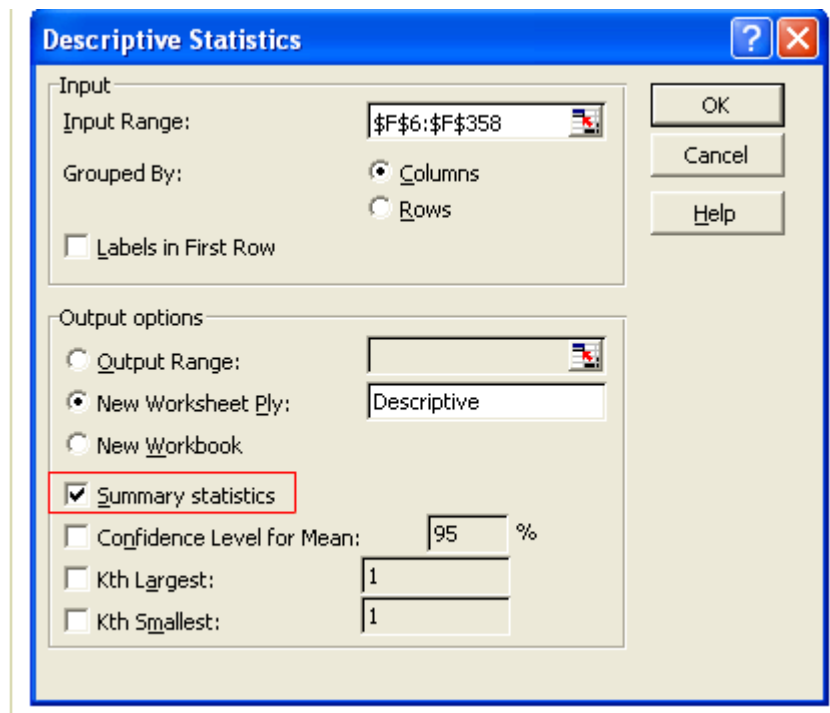 Descriptive Statistics
Input
Input Range: $F$6:$F$358
Grouped By: Columns
Rows
Labels in First Row
OK
Cancel
Help
Output options
Output Range:
New Worksheet Ply: Descriptive
New Workbook
Summary statistics
Confidence Level for Mean: 95 %
Kth Largest: 1
Kth Smallest: 1